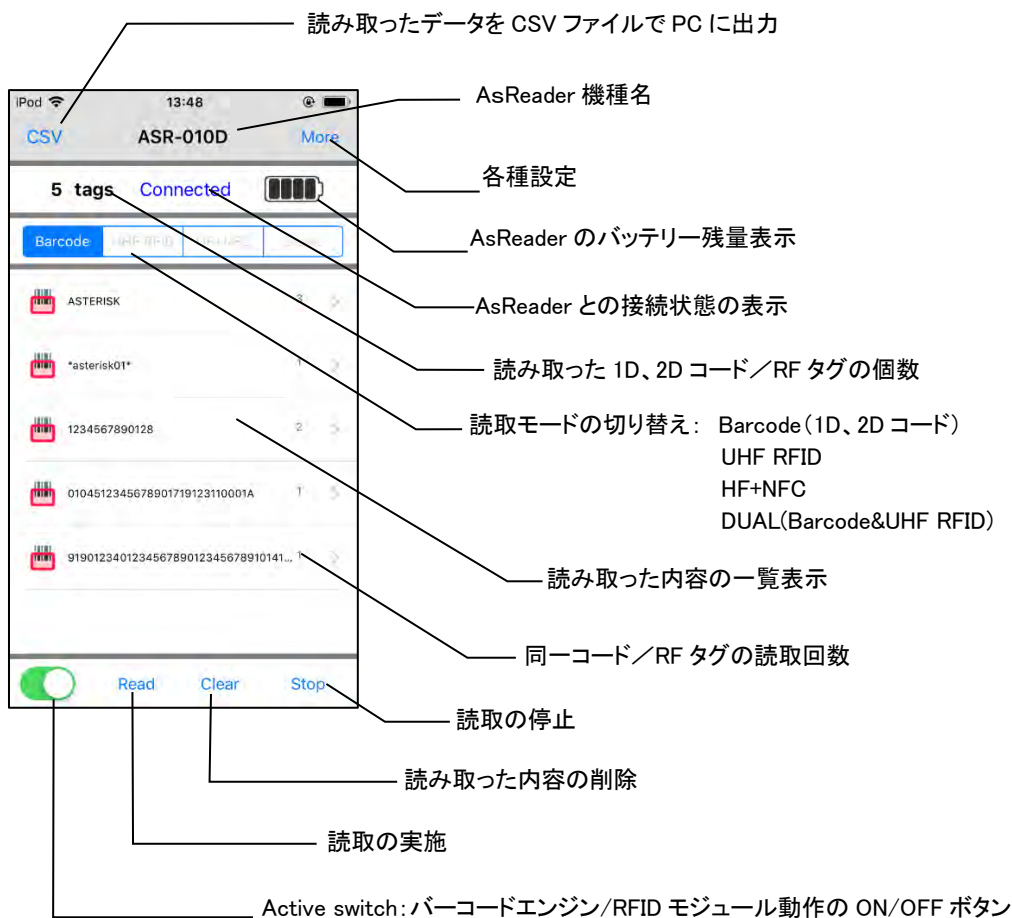 読み取ったデータを CSV ファイルで PC に出力
AsReader 機種名
各種設定
AsReader のバッテリー残量表示
AsReader との接続状態の表示
読み取った 1D、2D コード／RF タグの個数
読取モードの切り替え： Barcode（1D、2D コード）
UHF RFID
HF+NFC
DUAL(Barcode&UHF RFID)
読み取った内容の一覧表示
同一コード／RF タグの読取回数
読取の停止
読み取った内容の削除
読取の実施
Active switch：バーコードエンジン/RFID モジュール動作の ON/OFF ボタン
iPod 13:48
CSV ASR-010D More
5 tags Connected
Barcode UHF RFID
ASTERISK 3
*asterisk01* 1
1234567890128 2
0104512345678901719123110001A 1
91901234012345678901234567891014​1... 1
Read Clear Stop